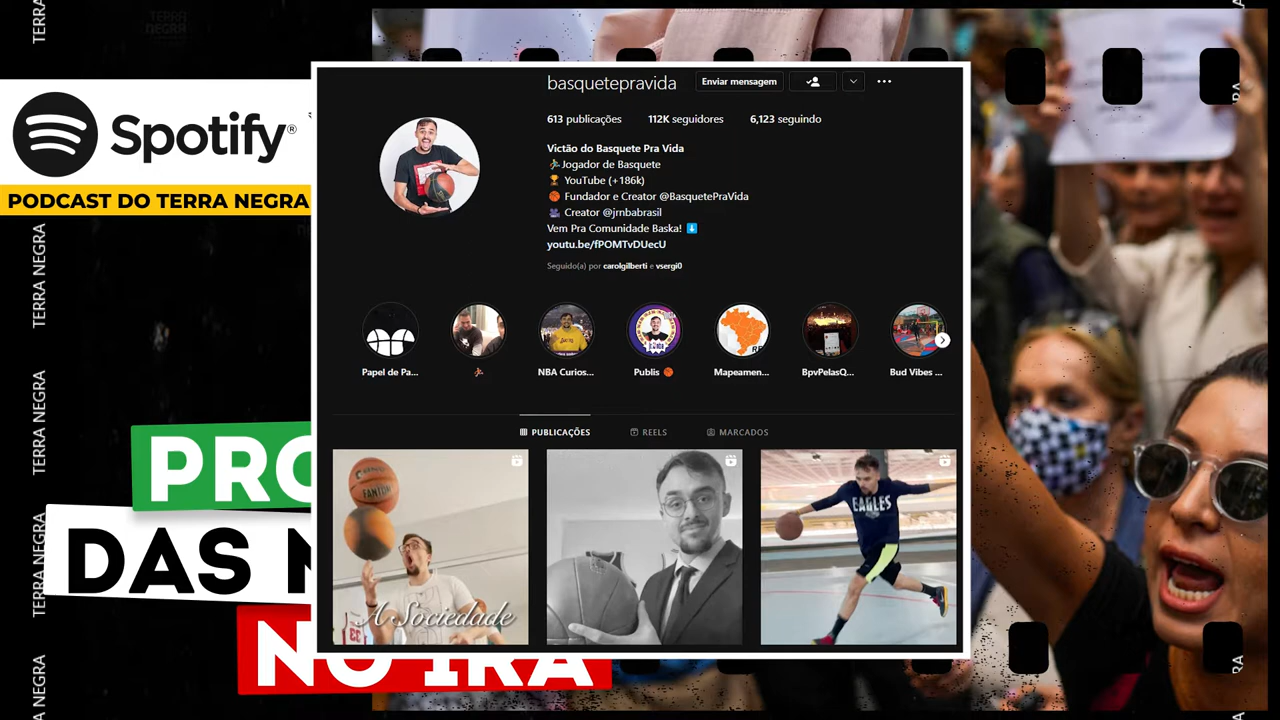 TERRA NEGRA
TERRA NEGRA
TERRA NEGRA
TERRA NEGRA
TERRA NEGRA
Spotify®
PODCAST DO TERRA NEGRA
PRO
DAS
NO IRA
basquetepravida
Enviar mensagem
613 publicações
112K seguidores
6,123 seguindo
Victão do Basquete Pra Vida
Jogador de Basquete
YouTube (+186k)
Fundador e Creator @BasquetePraVida
Creator @jrnbabrasil
Vem Pra Comunidade Baska!
youtu.be/fPOMTvDUecU
Seguido(a) por carolgilberti e vsergi0
Papel de Pa...
NBA Curios...
Publis
Mapeamen...
BpvPelasQ...
Bud Vibes ...
PUBLICAÇÕES
REELS
MARCADOS
A Sociedade
EAGLES